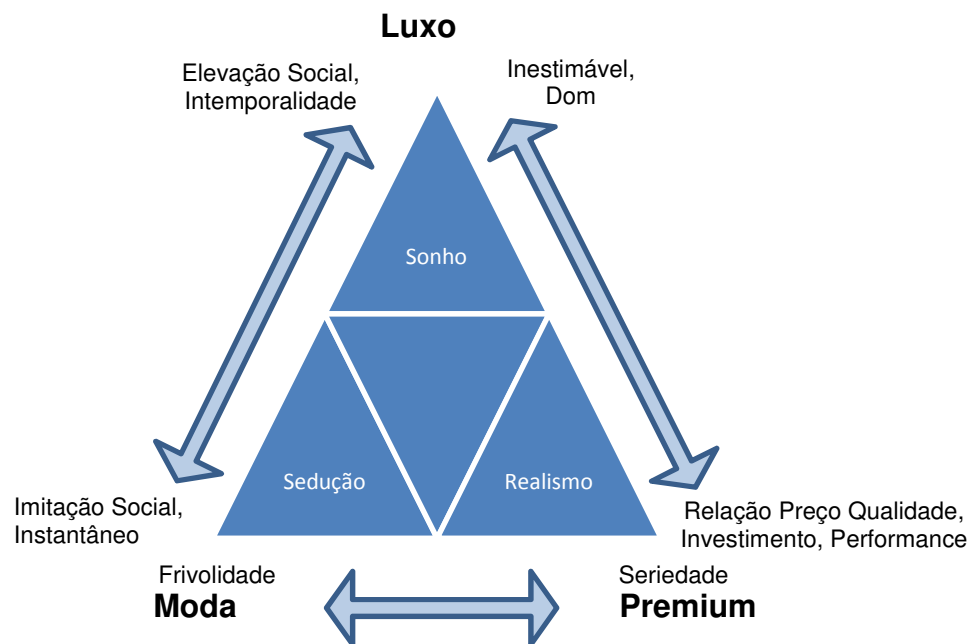 Luxo
Elevação Social,
Intemporalidade
Inestimável,
Dom
Sonho
Sedução
Realismo
Imitação Social,
Instantâneo
Relação Preço Qualidade,
Investimento, Performance
Frivolidade
Moda
Seriedade
Premium